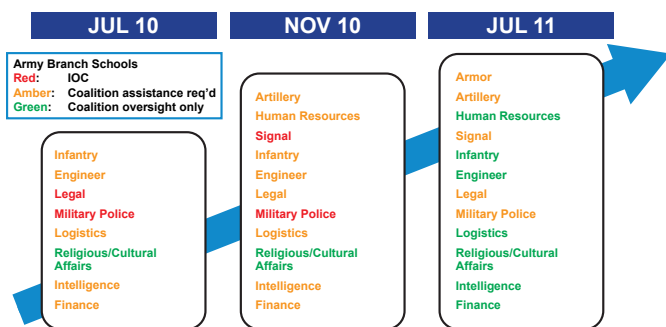 JUL 10
NOV 10
JUL 11
Army Branch Schools
Red: IOC
Amber: Coalition assistance req'd
Green: Coalition oversight only
Infantry
Engineer
Legal
Military Police
Logistics
Religious/Cultural
Affairs
Intelligence
Finance
Artillery
Human Resources
Signal
Infantry
Engineer
Legal
Military Police
Logistics
Religious/Cultural
Affairs
Intelligence
Finance
Armor
Artillery
Human Resources
Signal
Infantry
Engineer
Legal
Military Police
Logistics
Religious/Cultural
Affairs
Intelligence
Finance